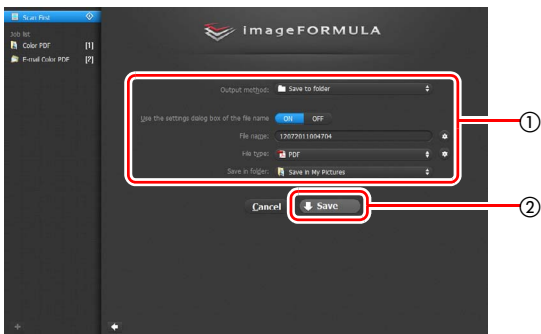 Scan First
imageFORMULA
Job list
Color PDF [1]
E-mail Color PDF [2]
Output method: Save to folder
①
Use the settings dialog box of the file name ON OFF
File name: 17072011004704
File type: PDF
Save in folder: Save in My Pictures
Cancel Save
②